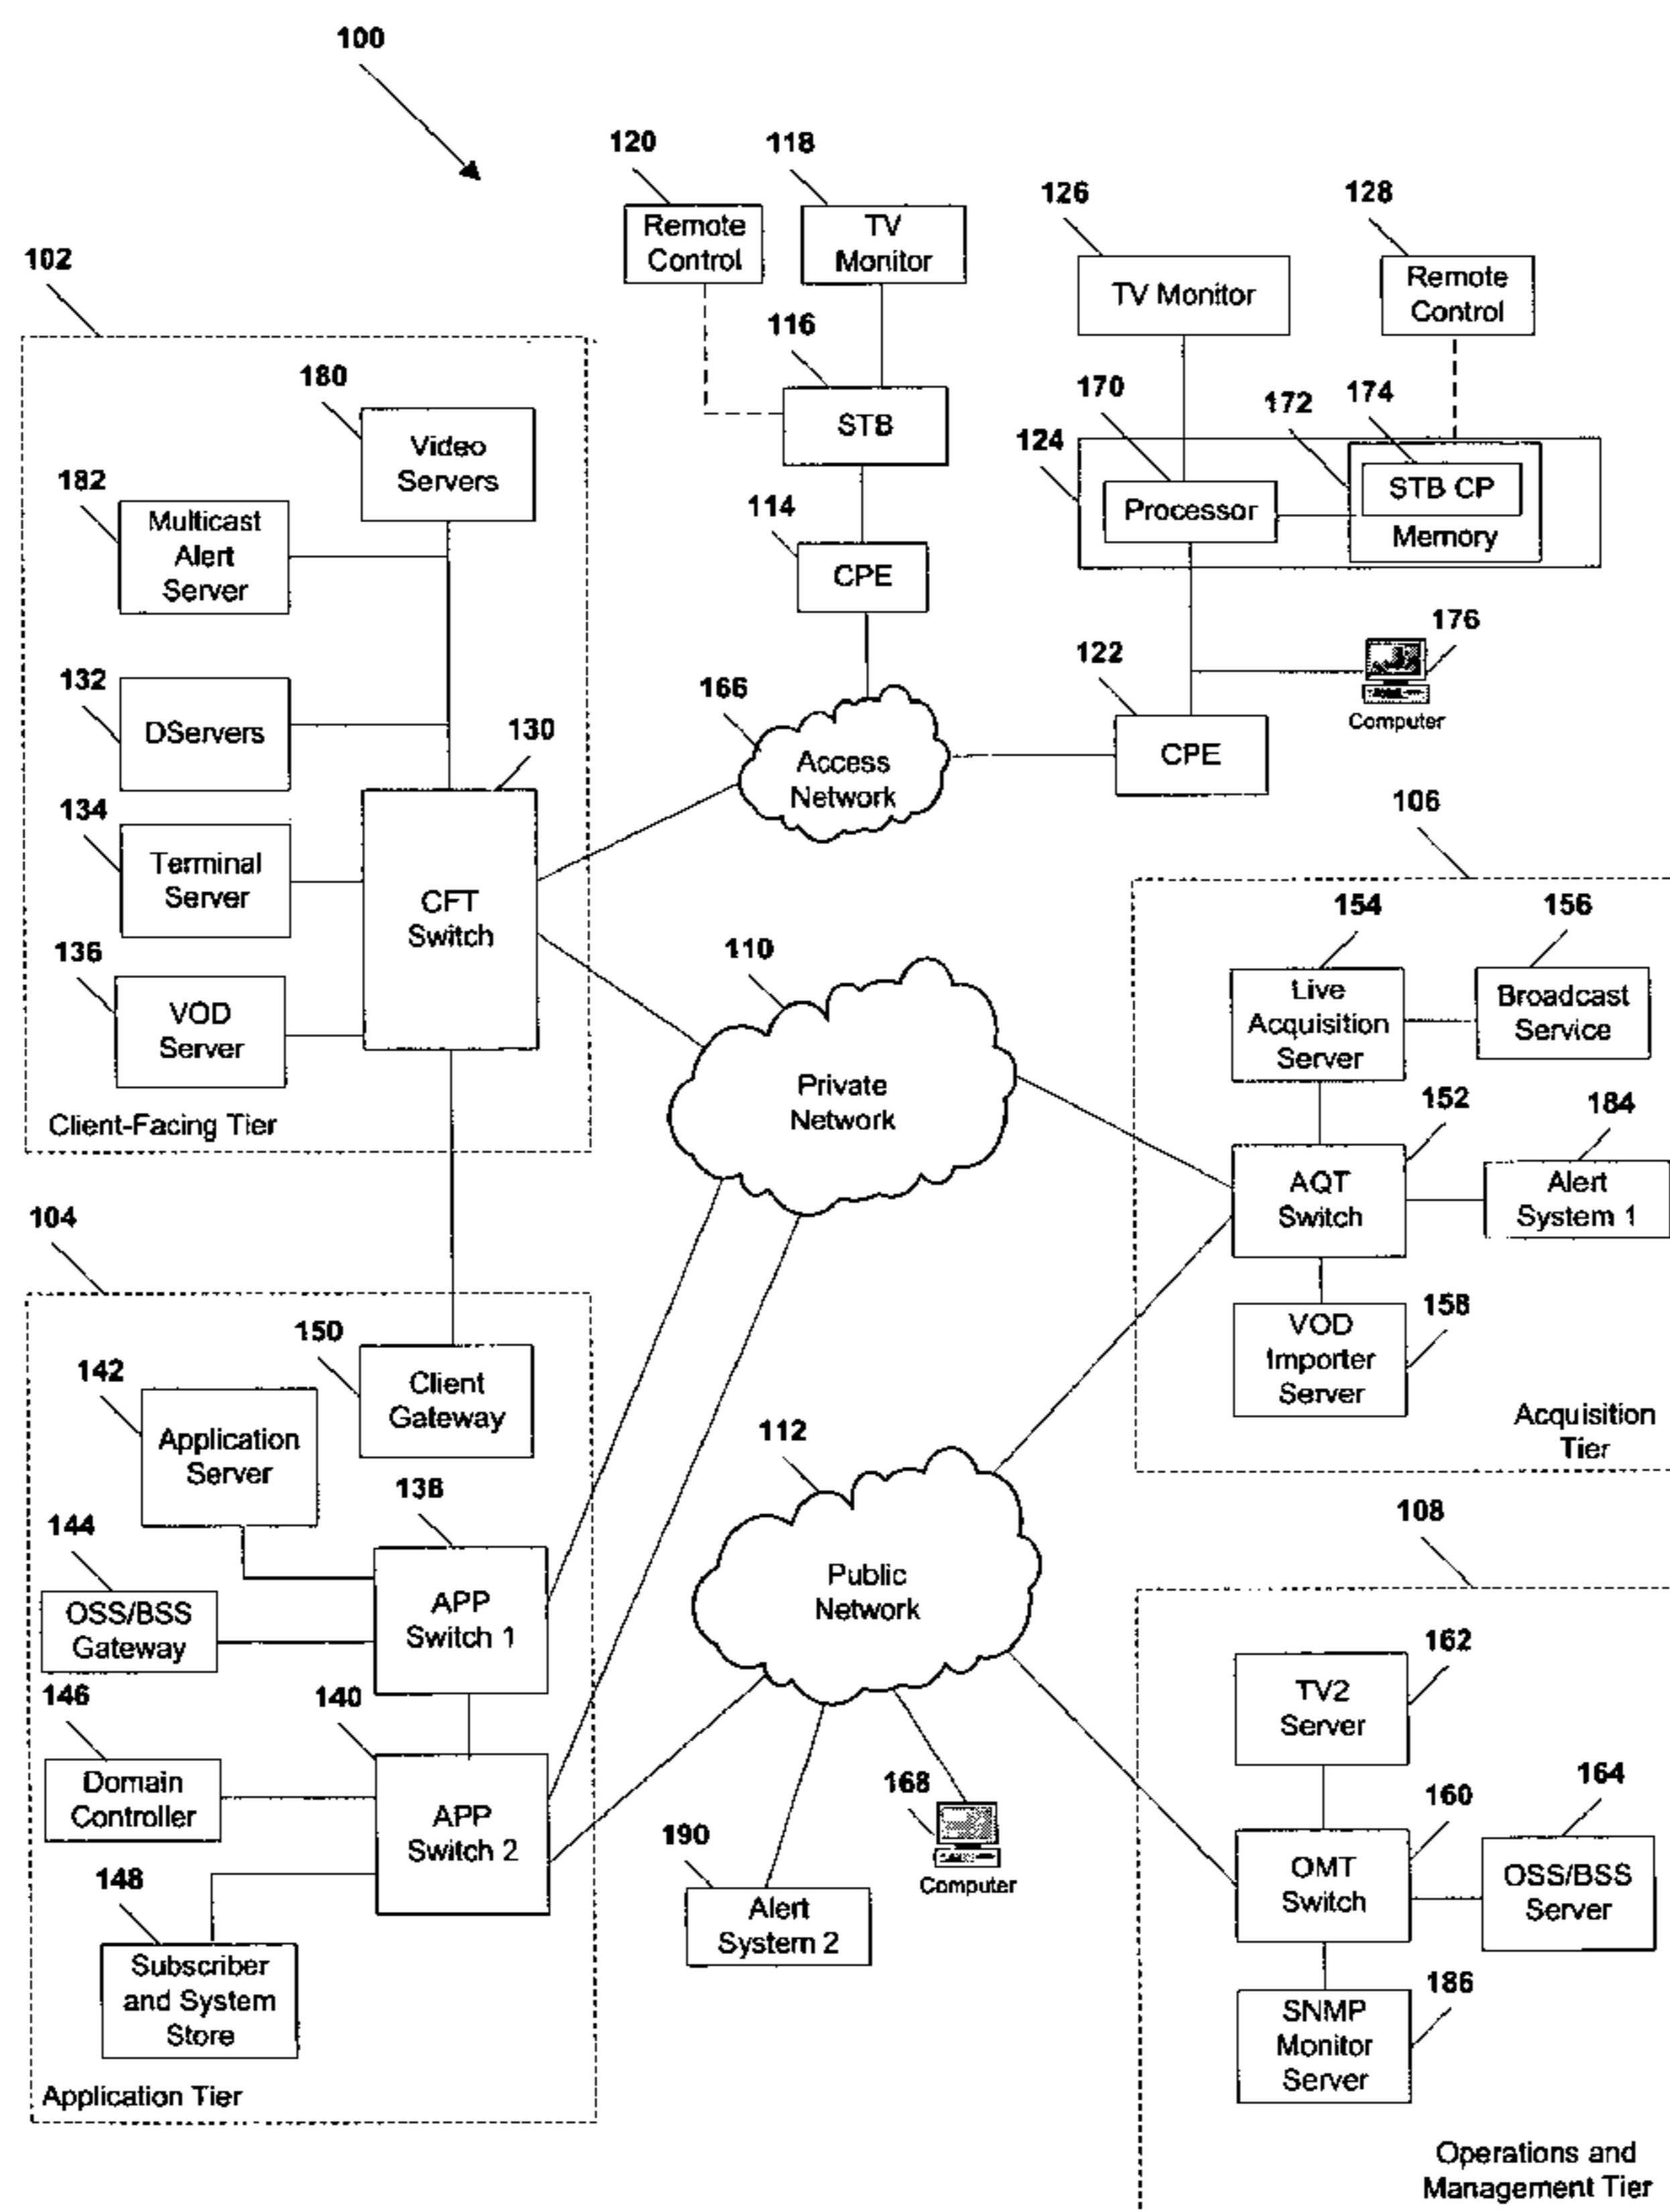 100
120
118
126
128
Remote
Control
TV
Monitor
TV Monitor
Remote
Control
102
116
180
170
172
174
124
STB
Video
Servers
STB CP
182
114
Processor
Memory
Multicast
Alert
Server
CPE
176
122
132
166
Computer
DServers
130
Access
Network
CPE
134
106
Terminal
Server
CFT
Switch
154
156
136
110
Live
Acquisition
Server
Broadcast
Service
VOD
Server
Private
Network
152
184
Client-Facing Tier
AQT
Switch
Alert
System 1
104
158
150
VOD
Importer
Server
142
Client
Gateway
112
Acquisition
Tier
Application
Server
138
144
108
Public
Network
OSS/BSS
Gateway
APP
Switch 1
162
146
140
TV2
Server
Domain
Controller
168
164
APP
Switch 2
190
160
148
Computer
OMT
Switch
OSS/BSS
Server
Alert
System 2
Subscriber
and System
Store
186
SNMP
Monitor
Server
Application Tier
Operations and
Management Tier